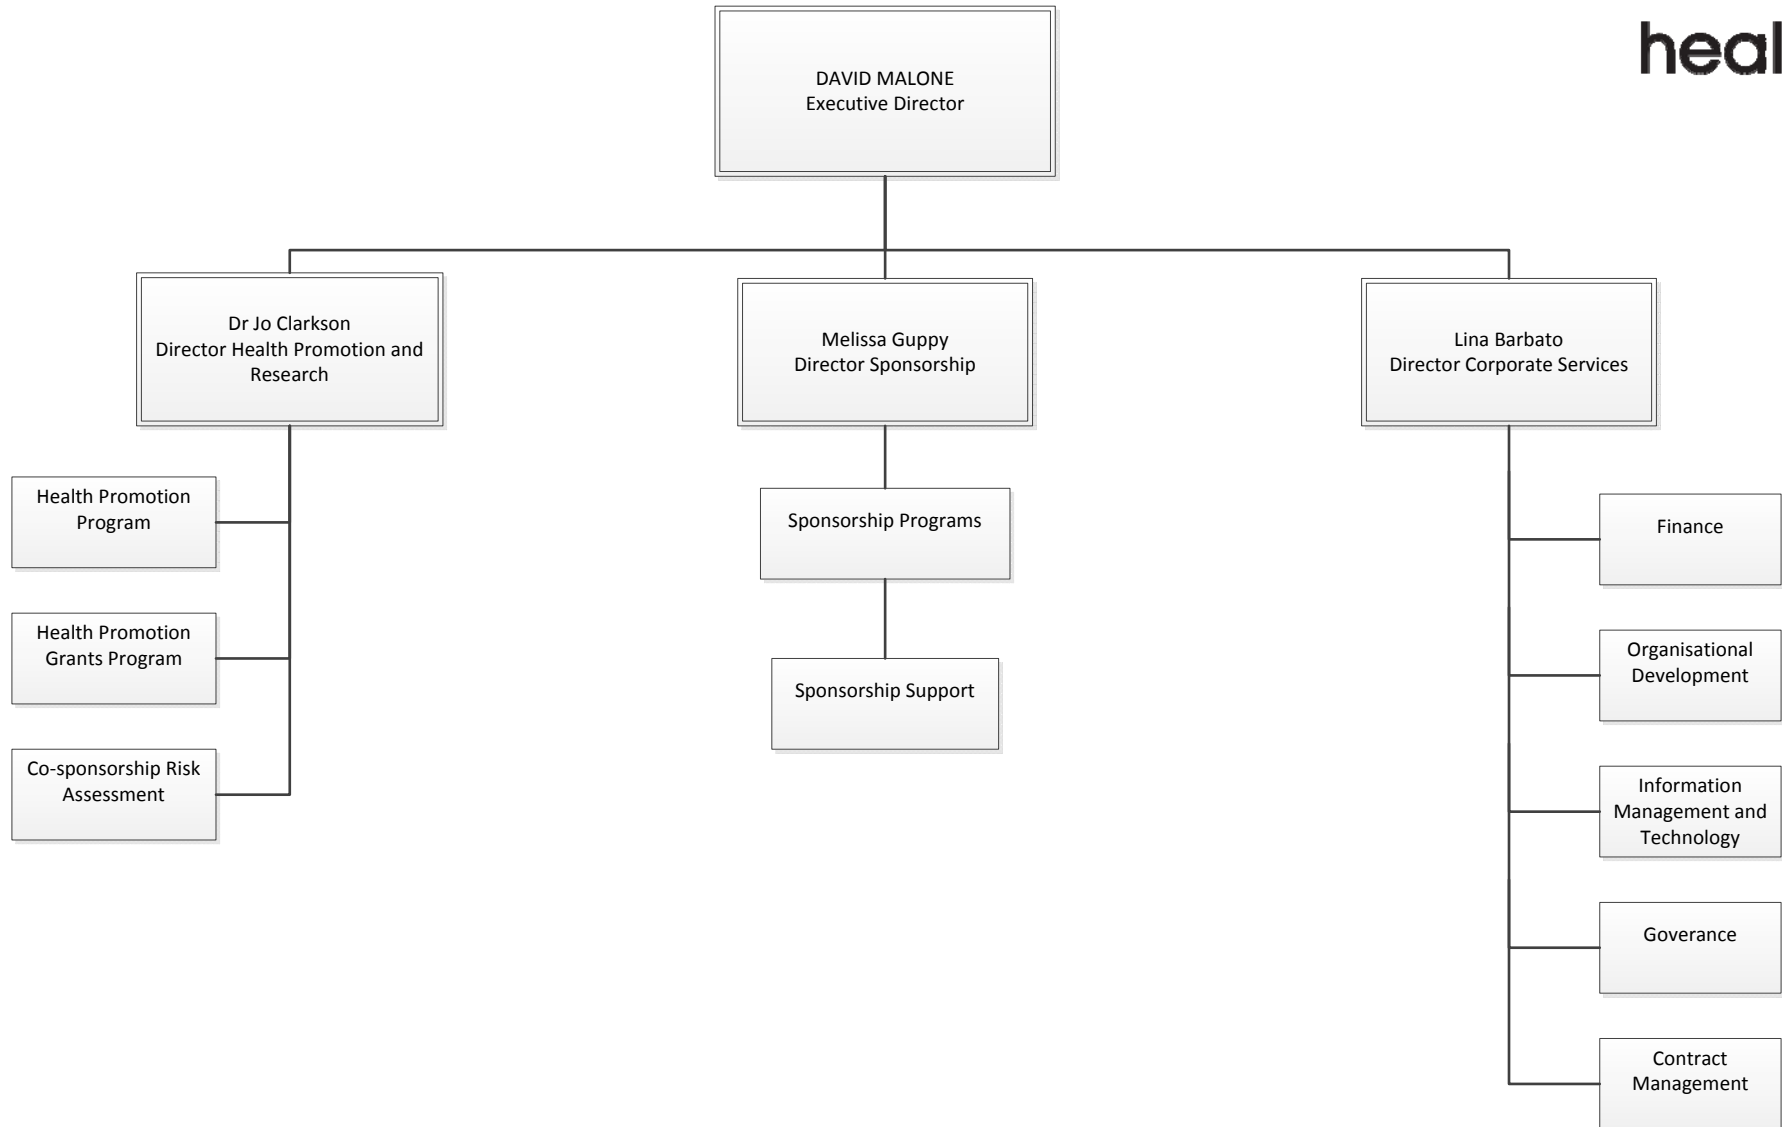 heal
DAVID MALONE
Executive Director
Dr Jo Clarkson
Director Health Promotion and
Research
Melissa Guppy
Director Sponsorship
Lina Barbato
Director Corporate Services
Health Promotion
Program
Health Promotion
Grants Program
Co-sponsorship Risk
Assessment
Sponsorship Programs
Sponsorship Support
Finance
Organisational
Development
Information
Management and
Technology
Goverance
Contract
Management